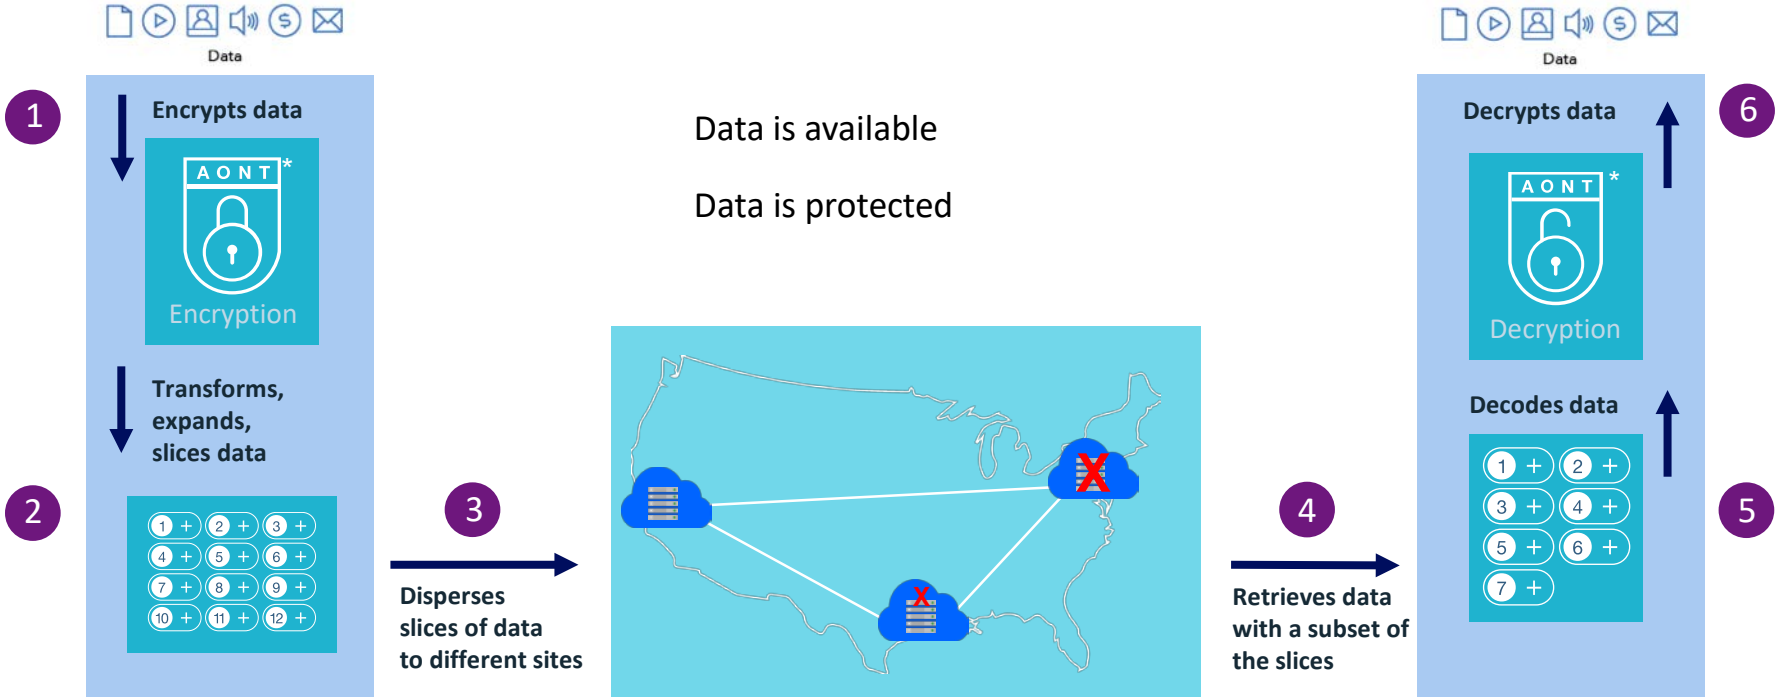 Data
1
Encrypts data
AONT*
Encryption
Transforms,
expands,
slices data
2
1 + 2 + 3 +
4 + 5 + 6 +
7 + 8 + 9 +
10 + 11 + 12 +
3
Disperses
slices of data
to different sites
Data is available
Data is protected
X
X
4
Retrieves data
with a subset of
the slices
Data
6
Decrypts data
AONT*
Decryption
Decodes data
5
1 + 2 +
3 + 4 +
5 + 6 +
7 +